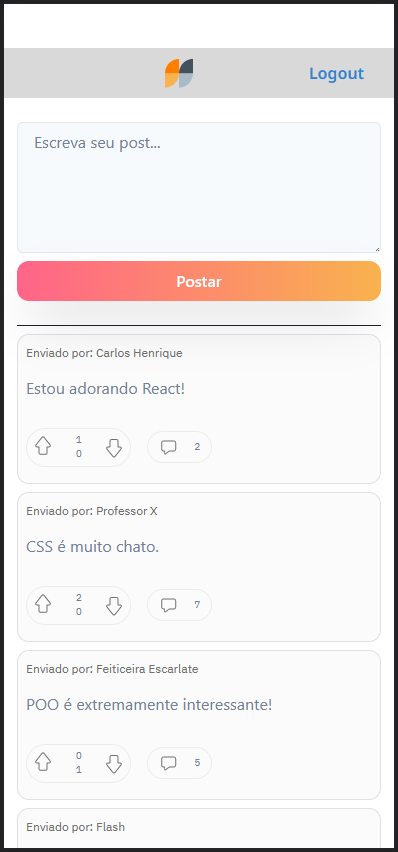 Logout
Escreva seu post...
Postar
Enviado por: Carlos Henrique
Estou adorando React!
1
0
2
Enviado por: Professor X
CSS é muito chato.
2
0
7
Enviado por: Feiticeira Escarlate
POO é extremamente interessante!
0
1
5
Enviado por: Flash